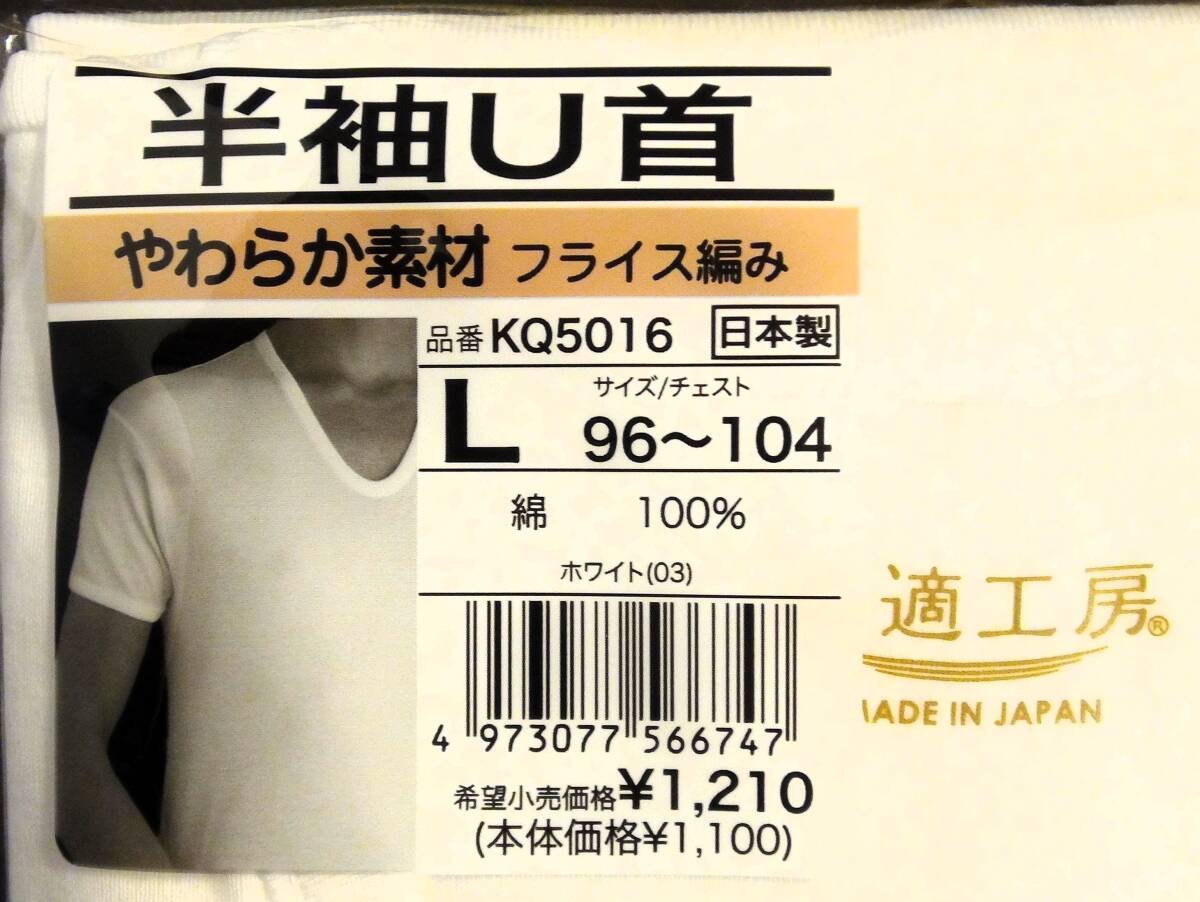 半袖U首
やわらか素材 フライス編み
品番 KQ5016 日本製
サイズ/チェスト
L 96～104
綿 100%
ホワイト(03)
4 973077 566747
希望小売価格¥1,210
(本体価格¥1,100)
適工房®
MADE IN JAPAN